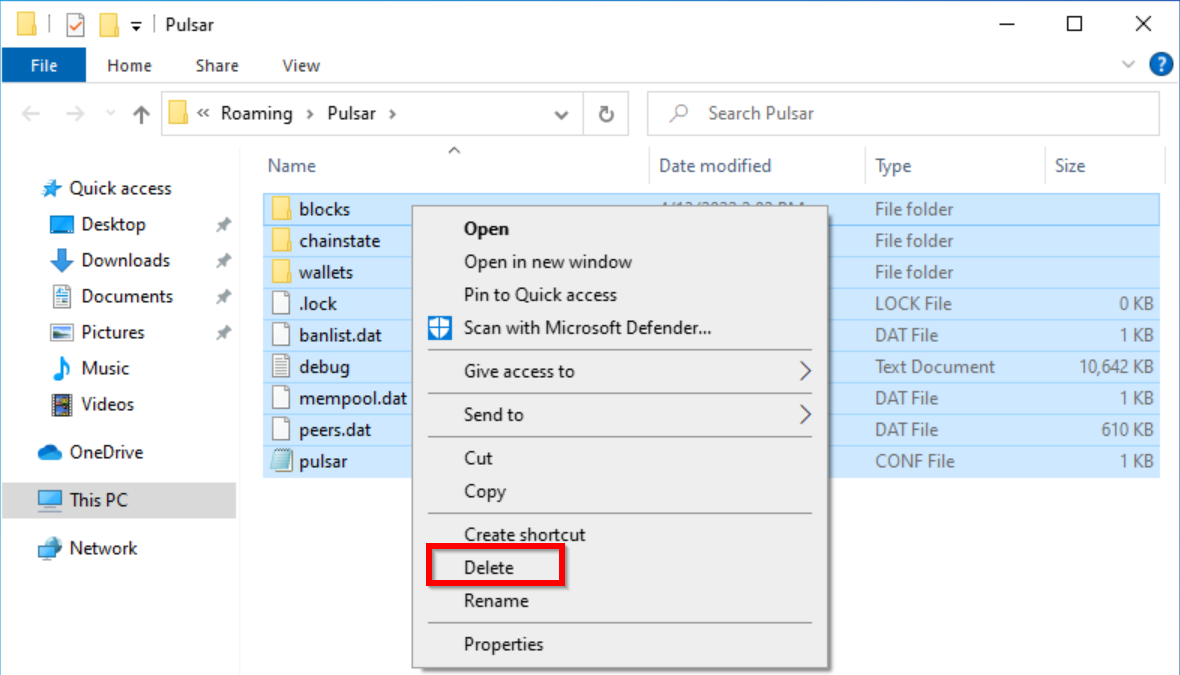 Pulsar
File Home Share View
« Roaming › Pulsar › Search Pulsar
Name Date modified Type Size
Quick access
Desktop
Downloads
Documents
Pictures
Music
Videos
OneDrive
This PC
Network
blocks File folder
chainstate File folder
wallets File folder
.lock LOCK File 0 KB
banlist.dat DAT File 1 KB
debug Text Document 10,642 KB
mempool.dat DAT File 1 KB
peers.dat DAT File 610 KB
pulsar CONF File 1 KB
Open
Open in new window
Pin to Quick access
Scan with Microsoft Defender...
Give access to
Send to
Cut
Copy
Create shortcut
Delete
Rename
Properties